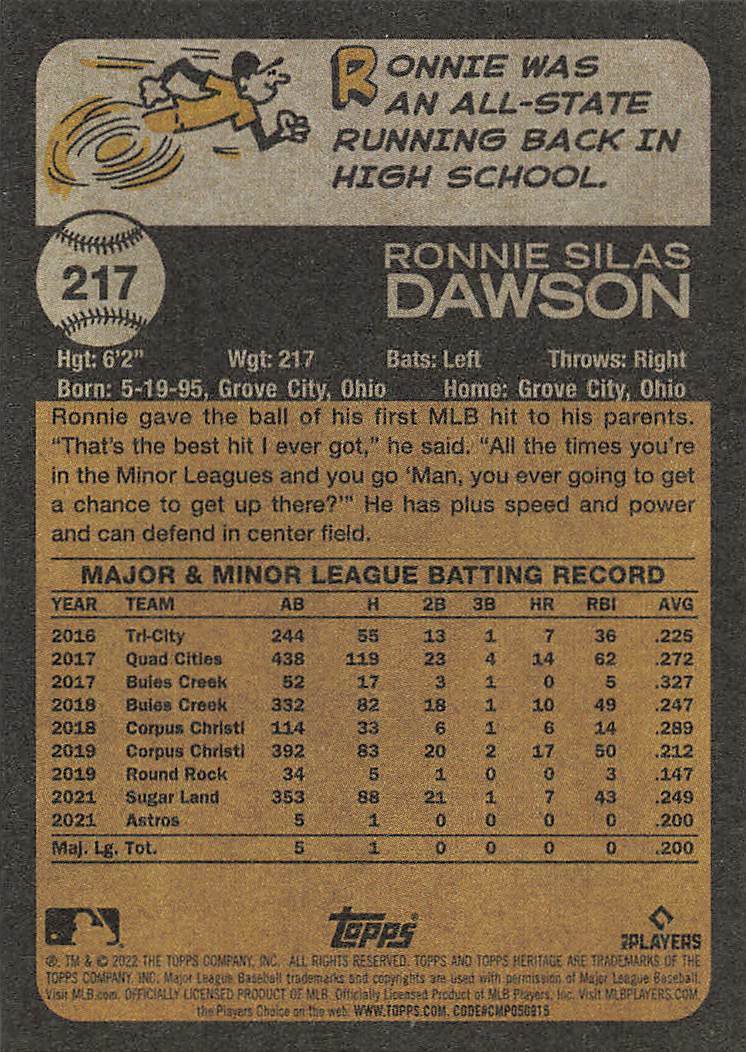 RONNIE WAS
AN ALL-STATE
RUNNING BACK IN
HIGH SCHOOL.
217
RONNIE SILAS
DAWSON
Hgt: 6'2" Wgt: 217 Bats: Left Throws: Right
Born: 5-19-95, Grove City, Ohio Home: Grove City, Ohio
Ronnie gave the ball of his first MLB hit to his parents.
“That’s the best hit I ever got,” he said. “All the times you’re
in the Minor Leagues and you go ‘Man, you ever going to get
a chance to get up there?’” He has plus speed and power
and can defend in center field.
MAJOR & MINOR LEAGUE BATTING RECORD
YEAR TEAM AB H 2B 3B HR RBI AVG
2016 Tri-City 244 55 13 1 7 36 .225
2017 Quad Cities 438 119 23 4 14 62 .272
2017 Buies Creek 52 17 3 1 0 5 .327
2018 Buies Creek 332 82 18 1 10 49 .247
2018 Corpus Christi 114 33 6 1 6 14 .289
2019 Corpus Christi 392 83 20 2 17 50 .212
2019 Round Rock 34 5 1 0 0 3 .147
2021 Sugar Land 353 88 21 1 7 43 .249
2021 Astros 5 1 0 0 0 0 .200
Maj. Lg. Tot. 5 1 0 0 0 0 .200
Topps
PLAYERS
®, TM & © 2022 THE TOPPS COMPANY, INC. ALL RIGHTS RESERVED. TOPPS AND TOPPS HERITAGE ARE TRADEMARKS OF THE
TOPPS COMPANY, INC. Major League Baseball trademarks and copyrights are used with permission of Major League Baseball.
Visit MLB.com. OFFICIALLY LICENSED PRODUCT OF MLB. Officially Licensed Product of MLB Players, Inc. Visit MLBPLAYERS.COM,
the Players Choice on the web. WWW.TOPPS.COM. CODE#CMP050915